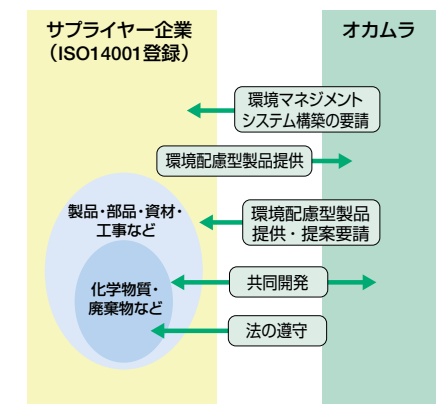 サプライヤー企業
（ISO14001登録）
オカムラ
環境マネジメント
システム構築の要請
環境配慮型製品提供
製品・部品・資材・
工事など
環境配慮型製品
提供・提案要請
化学物質・
廃棄物など
共同開発
法の遵守